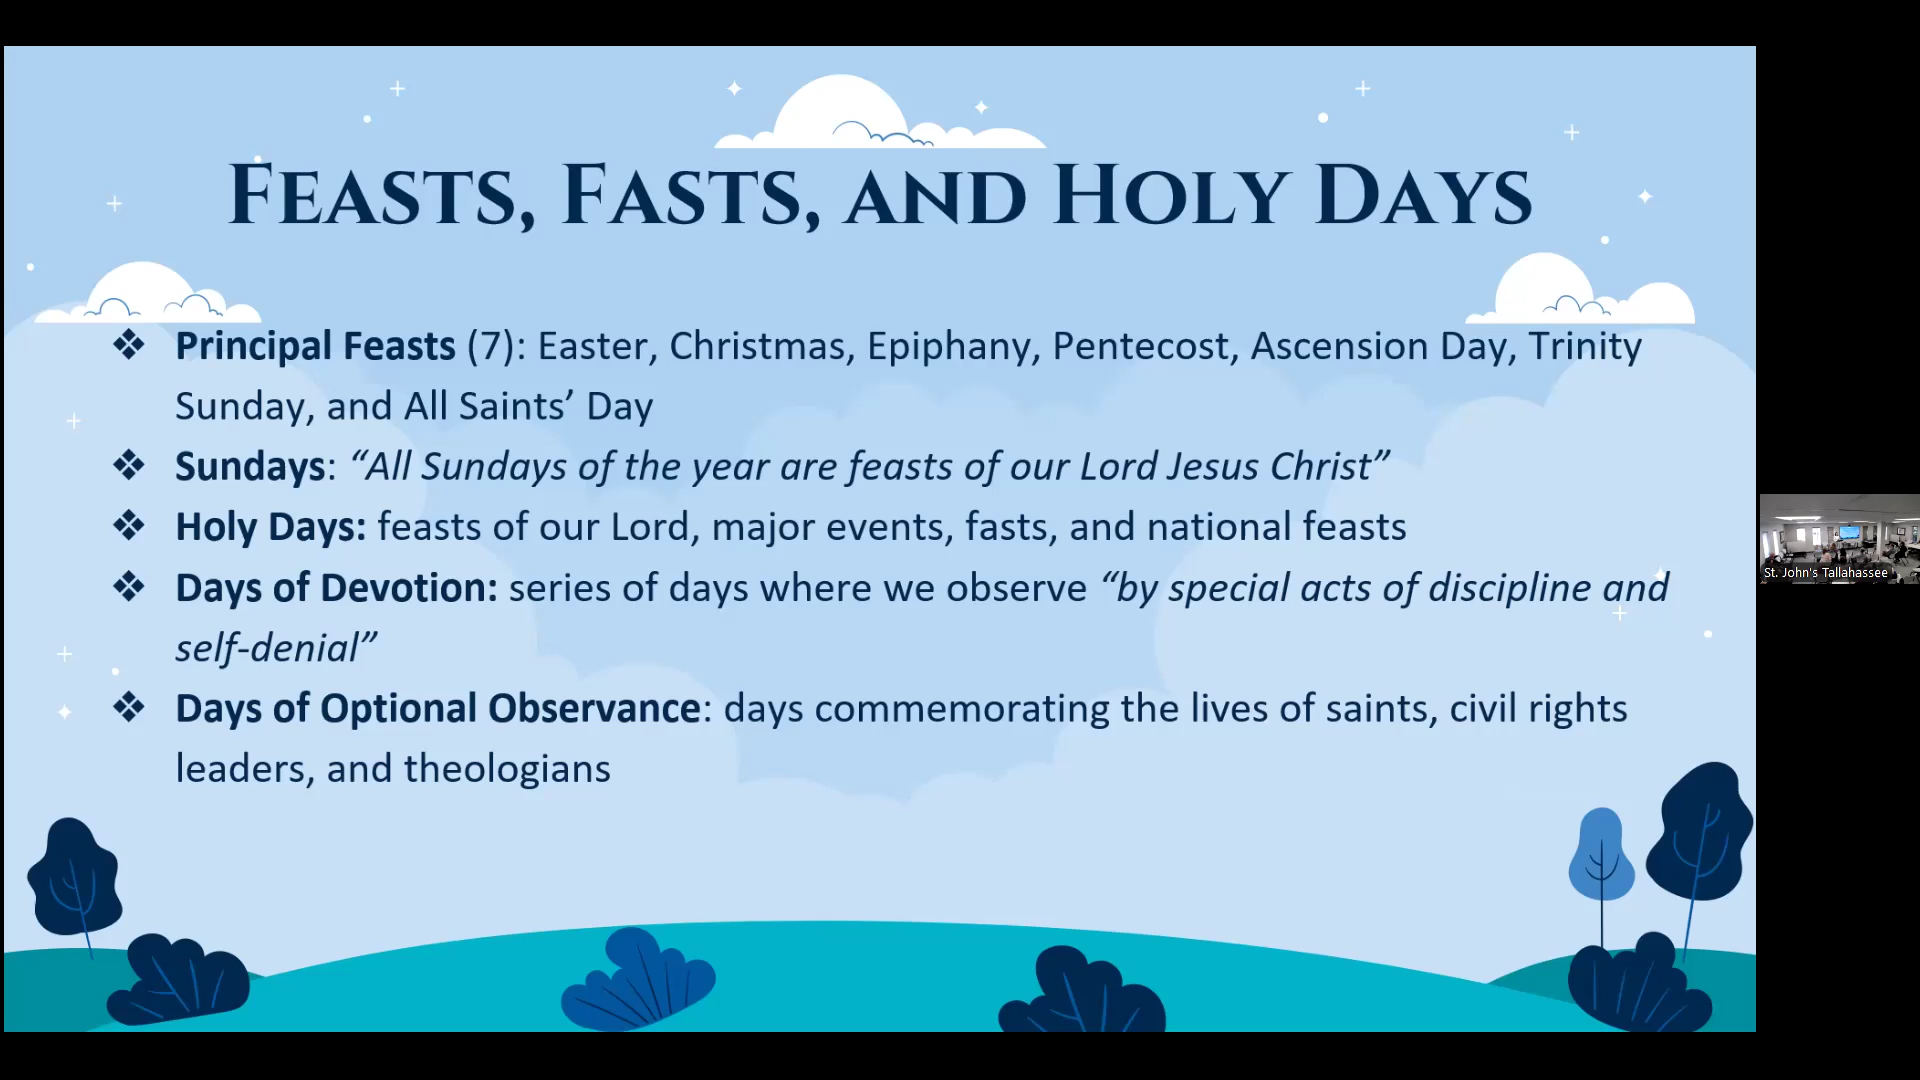 Feasts, Fasts, and Holy Days
❖ Principal Feasts (7): Easter, Christmas, Epiphany, Pentecost, Ascension Day, Trinity
Sunday, and All Saints’ Day
❖ Sundays: “All Sundays of the year are feasts of our Lord Jesus Christ”
❖ Holy Days: feasts of our Lord, major events, fasts, and national feasts
❖ Days of Devotion: series of days where we observe “by special acts of discipline and
self-denial”
❖ Days of Optional Observance: days commemorating the lives of saints, civil rights
leaders, and theologians
St. John's Tallahassee